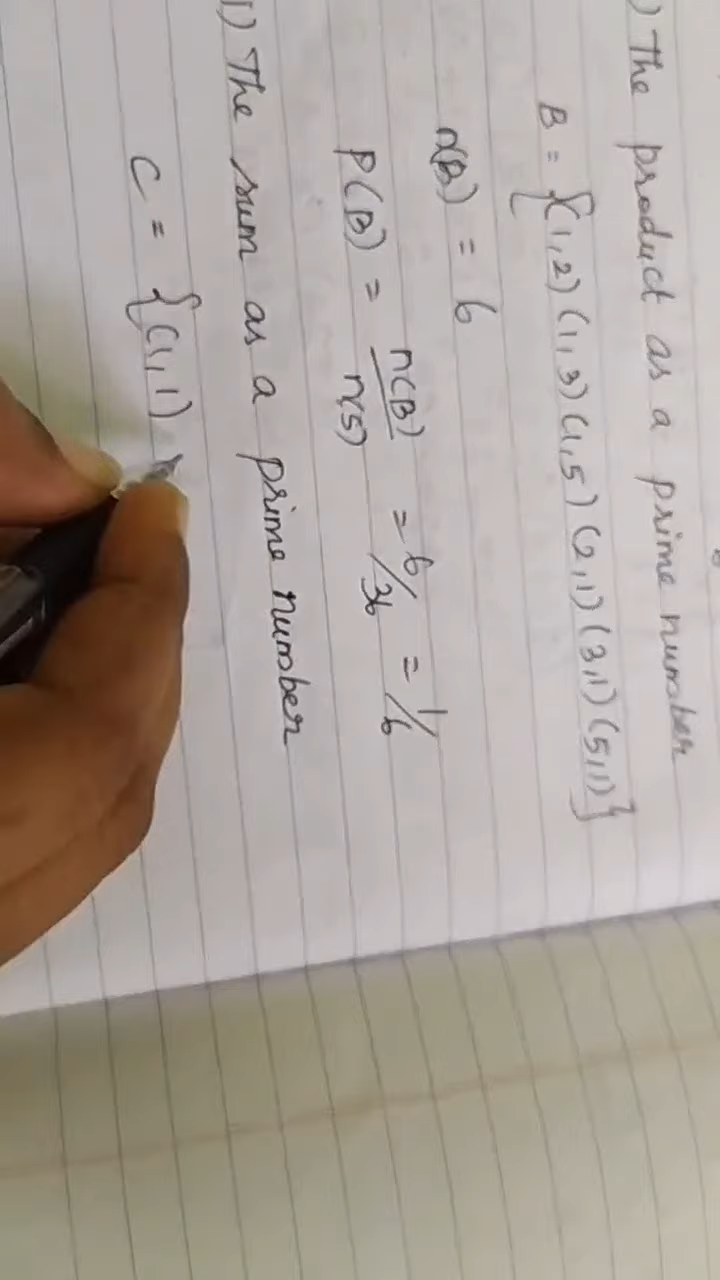 ) The product as a prime number
B = {(1,2) (1,3) (1,5) (2,1) (3,1) (5,1)}
n(B) = 6
P(B) = n(B)/n(S) = 6/36 = 1/6
i) The sum as a prime number
C = {(1,1)